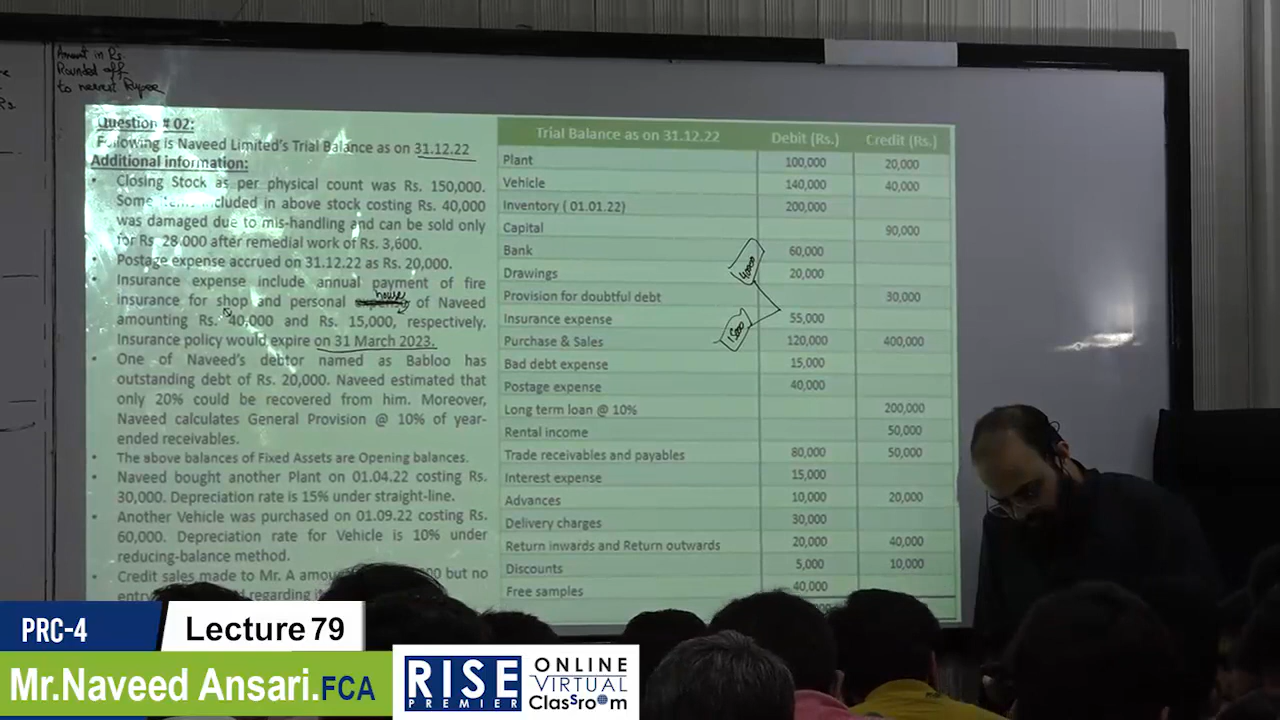 Amount in Rs.
Rounded off
to nearest Rupee
Question # 02:
Following is Naveed Limited's Trial Balance as on 31.12.22
Additional information:
• Closing Stock as per physical count was Rs. 150,000.
Some items included in above stock costing Rs. 40,000
was damaged due to mis-handling and can be sold only
for Rs. 28,000 after remedial work of Rs. 3,600.
• Postage expense accrued on 31.12.22 as Rs. 20,000.
• Insurance expense include annual payment of fire
insurance for shop and personal house of Naveed
amounting Rs. 40,000 and Rs. 15,000, respectively.
Insurance policy would expire on 31 March 2023.
• One of Naveed's debtor named as Babloo has
outstanding debt of Rs. 20,000. Naveed estimated that
only 20% could be recovered from him. Moreover,
Naveed calculates General Provision @ 10% of year-
ended receivables.
• The above balances of Fixed Assets are Opening balances.
• Naveed bought another Plant on 01.04.22 costing Rs.
30,000. Depreciation rate is 15% under straight-line.
• Another Vehicle was purchased on 01.09.22 costing Rs.
60,000. Depreciation rate for Vehicle is 10% under
reducing-balance method.
• Credit sales made to Mr. A but no
regarding
Trial Balance as on 31.12.22 Debit (Rs.) Credit (Rs.)
Plant 100,000 20,000
Vehicle 140,000 40,000
Inventory ( 01.01.22) 200,000
Capital 90,000
Bank 60,000
Drawings 20,000
Provision for doubtful debt 30,000
Insurance expense 55,000
Purchase & Sales 120,000 400,000
Bad debt expense 15,000
Postage expense 40,000
Long term loan @ 10% 200,000
Rental income 50,000
Trade receivables and payables 80,000 50,000
Interest expense 15,000
Advances 10,000 20,000
Delivery charges 30,000
Return inwards and Return outwards 20,000 40,000
Discounts 5,000 10,000
Free samples 40,000
40000
15000
PRC-4
Lecture 79
Mr.Naveed Ansari.FCA
RISE
PREMIER
ONLINE
VIRTUAL
ClasSroom